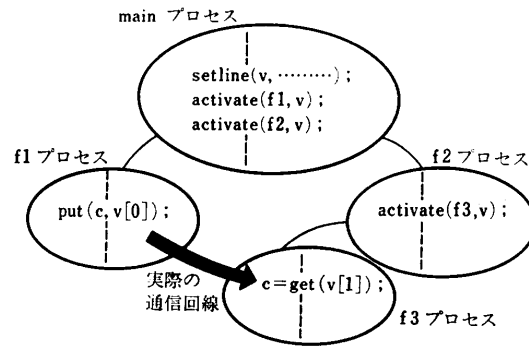 main プロセス
setline(v, ………);
activate(f1,v);
activate(f2,v);
f1 プロセス
f2 プロセス
put(c,v[0]);
activate(f3,v);
実際の
通信回線
c=get(v[1]);
f3 プロセス